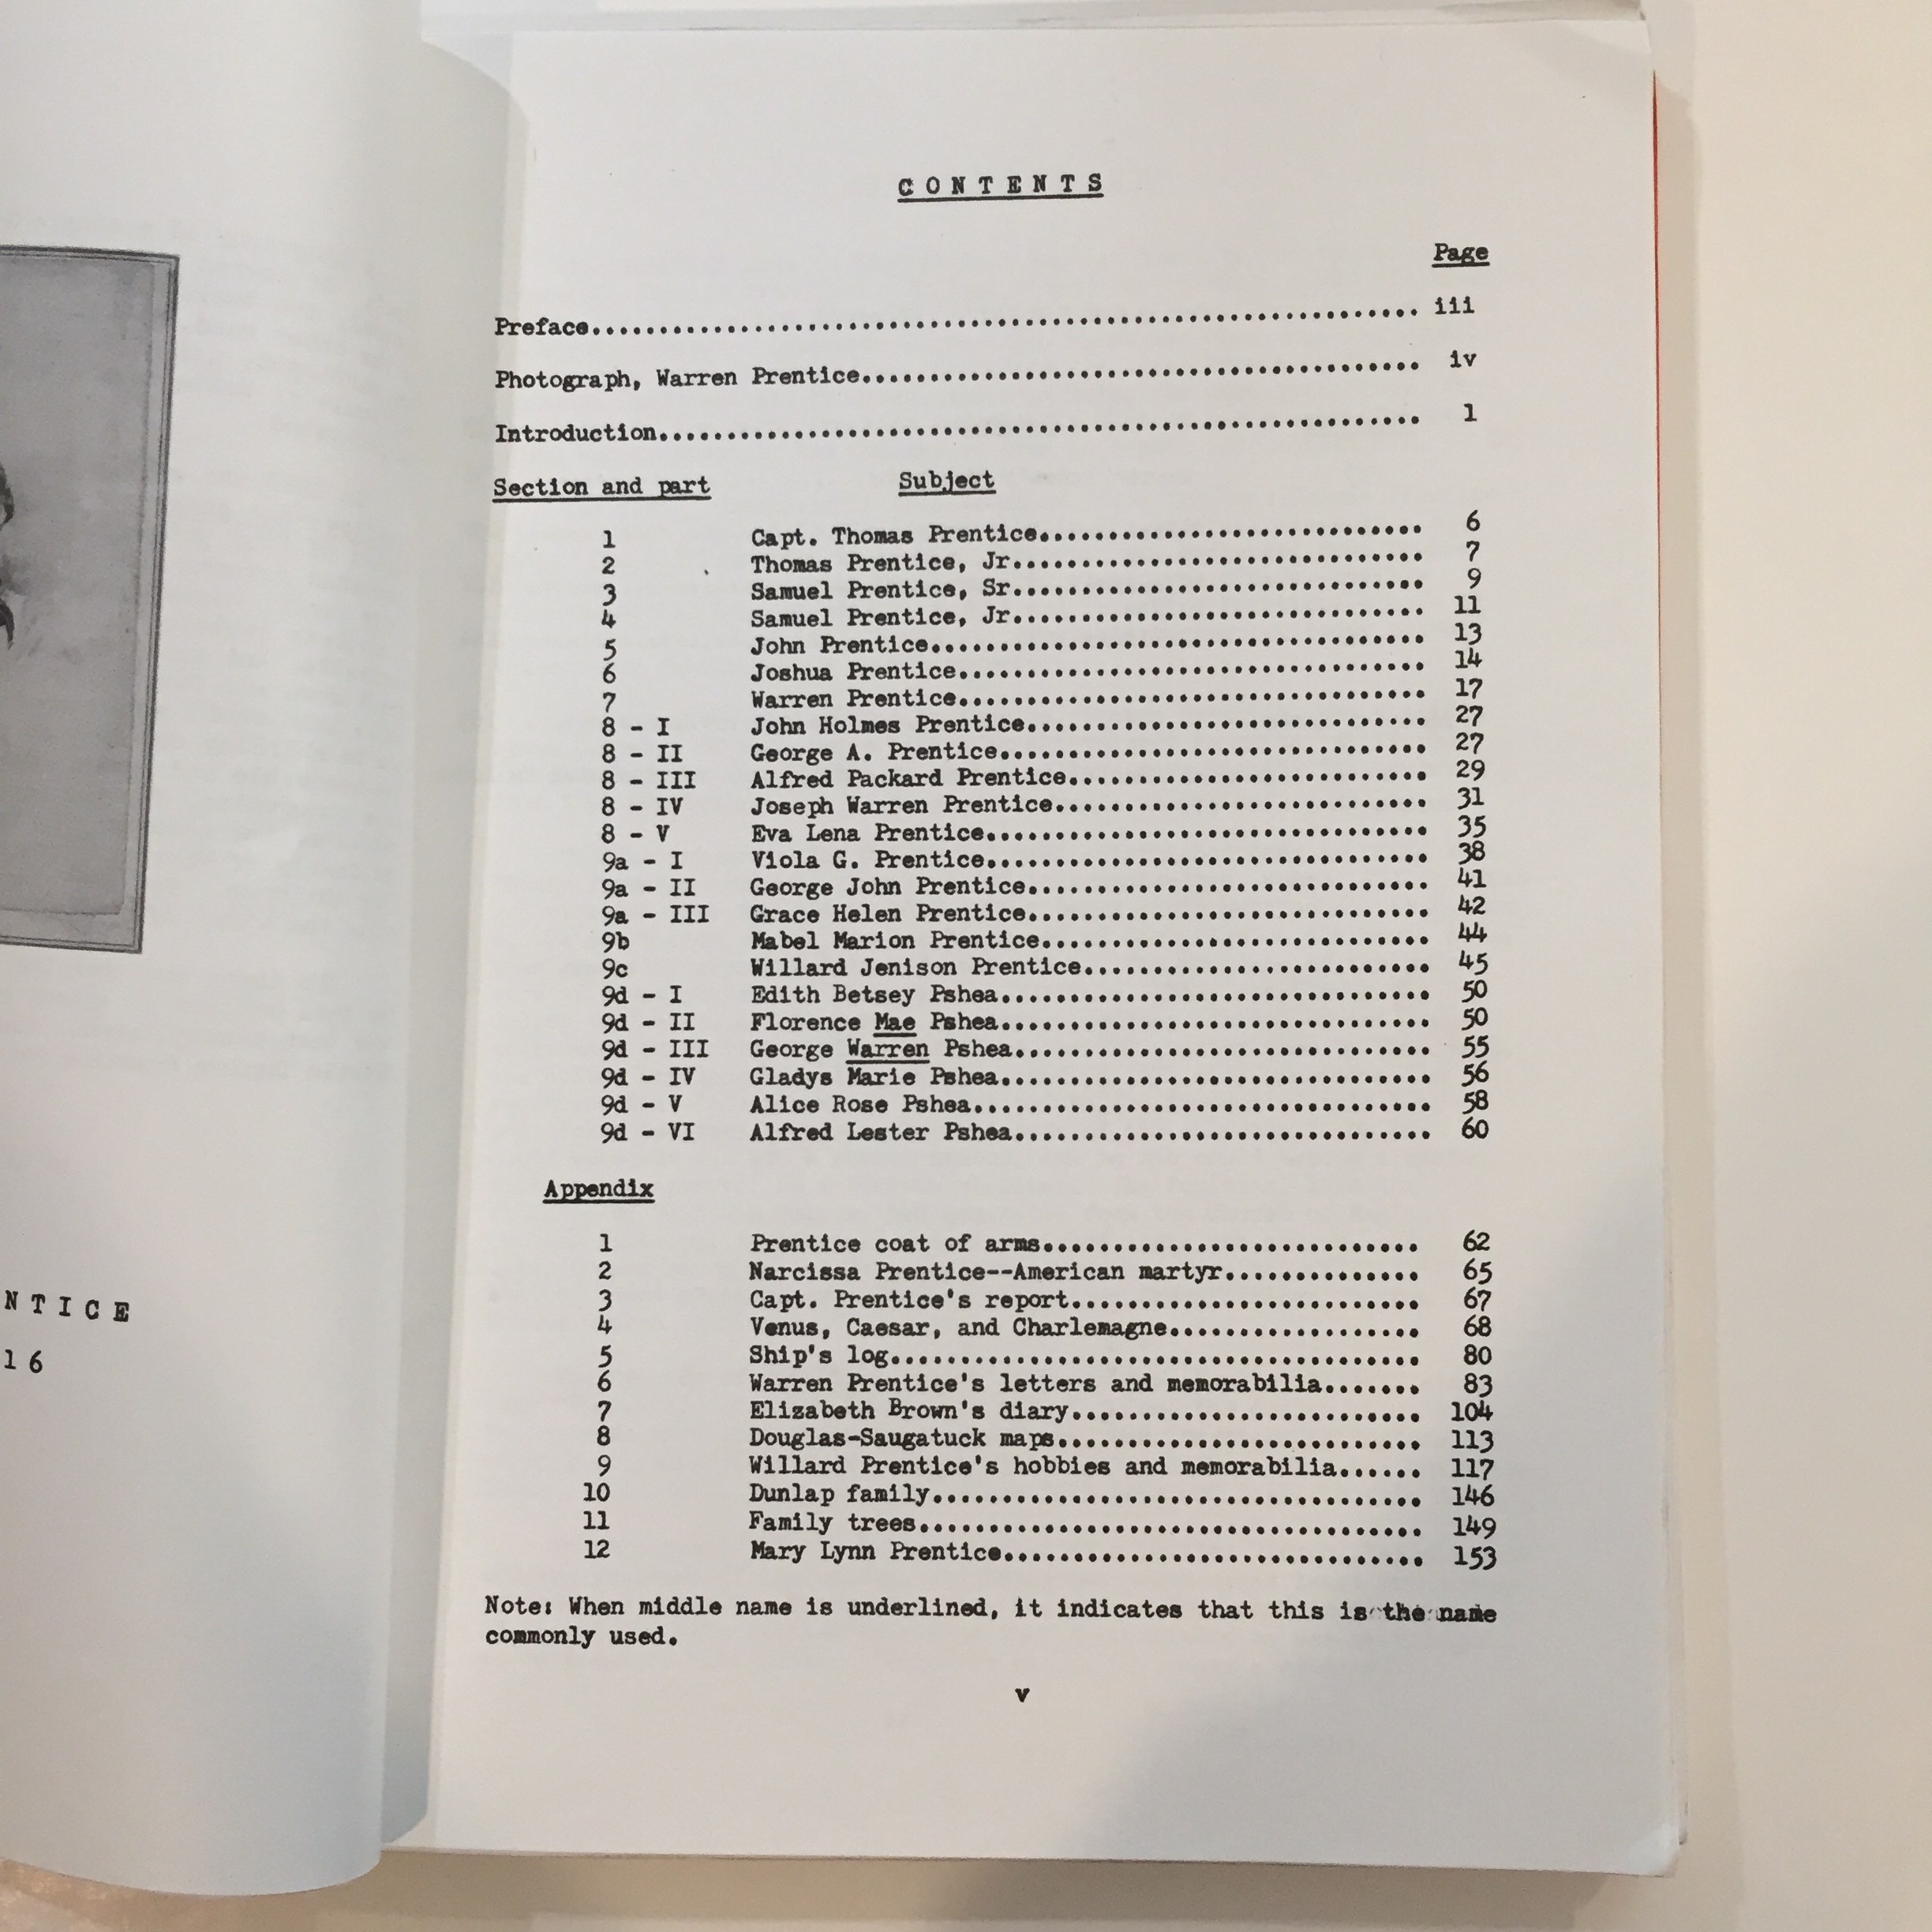 NTICE
16
CONTENTS
Page
Preface............................................................ iii
Photograph, Warren Prentice........................................ iv
Introduction....................................................... 1
Section and part Subject
1 Capt. Thomas Prentice............................ 6
2 Thomas Prentice, Jr.............................. 7
3 Samuel Prentice, Sr.............................. 9
4 Samuel Prentice, Jr.............................. 11
5 John Prentice.................................... 13
6 Joshua Prentice.................................. 14
7 Warren Prentice.................................. 17
8 - I John Holmes Prentice............................. 27
8 - II George A. Prentice............................... 27
8 - III Alfred Packard Prentice.......................... 29
8 - IV Joseph Warren Prentice........................... 31
8 - V Eva Lena Prentice................................ 35
9a - I Viola G. Prentice................................ 38
9a - II George John Prentice............................. 41
9a - III Grace Helen Prentice............................. 42
9b Mabel Marion Prentice............................ 44
9c Willard Jenison Prentice......................... 45
9d - I Edith Betsey Pshea............................... 50
9d - II Florence Mae Pshea............................... 50
9d - III George Warren Pshea.............................. 55
9d - IV Gladys Marie Pshea............................... 56
9d - V Alice Rose Pshea................................. 58
9d - VI Alfred Lester Pshea.............................. 60
Appendix
1 Prentice coat of arms............................ 62
2 Narcissa Prentice--American martyr.............. 65
3 Capt. Prentice's report.......................... 67
4 Venus, Caesar, and Charlemagne................... 68
5 Ship's log....................................... 80
6 Warren Prentice's letters and memorabilia....... 83
7 Elizabeth Brown's diary.......................... 104
8 Douglas-Saugatuck maps........................... 113
9 Willard Prentice's hobbies and memorabilia...... 117
10 Dunlap family.................................... 146
11 Family trees..................................... 149
12 Mary Lynn Prentice............................... 153
Note: When middle name is underlined, it indicates that this is the name
commonly used.
v